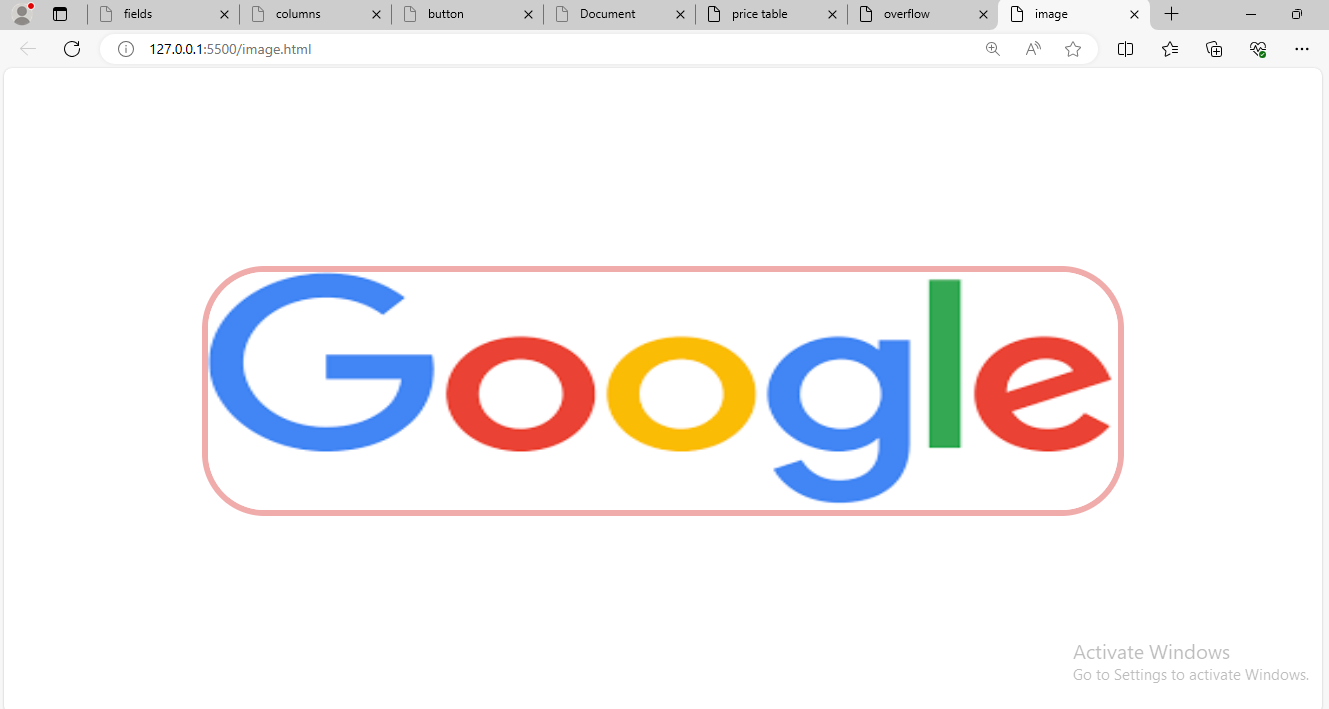 fields
columns
button
Document
price table
overflow
image
127.0.0.1:5500/image.html
Google
Activate Windows
Go to Settings to activate Windows.